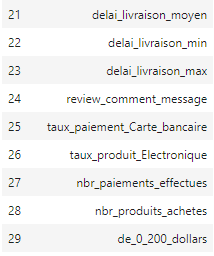 21 delai_livraison_moyen
22 delai_livraison_min
23 delai_livraison_max
24 review_comment_message
25 taux_paiement_Carte_bancaire
26 taux_produit_Electronique
27 nbr_paiements_effectues
28 nbr_produits_achetes
29 de_0_200_dollars